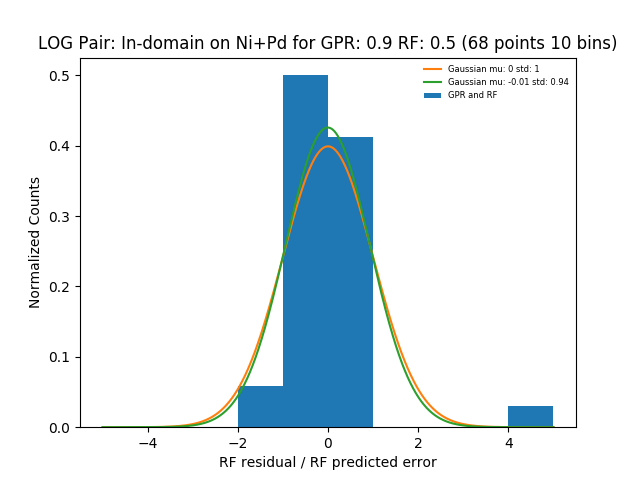 LOG Pair: In-domain on Ni+Pd for GPR: 0.9 RF: 0.5 (68 points 10 bins)
Gaussian mu: 0 std: 1
Gaussian mu: -0.01 std: 0.94
GPR and RF
Normalized Counts
0.5
0.4
0.3
0.2
0.1
0.0
−4 −2 0 2 4
RF residual / RF predicted error